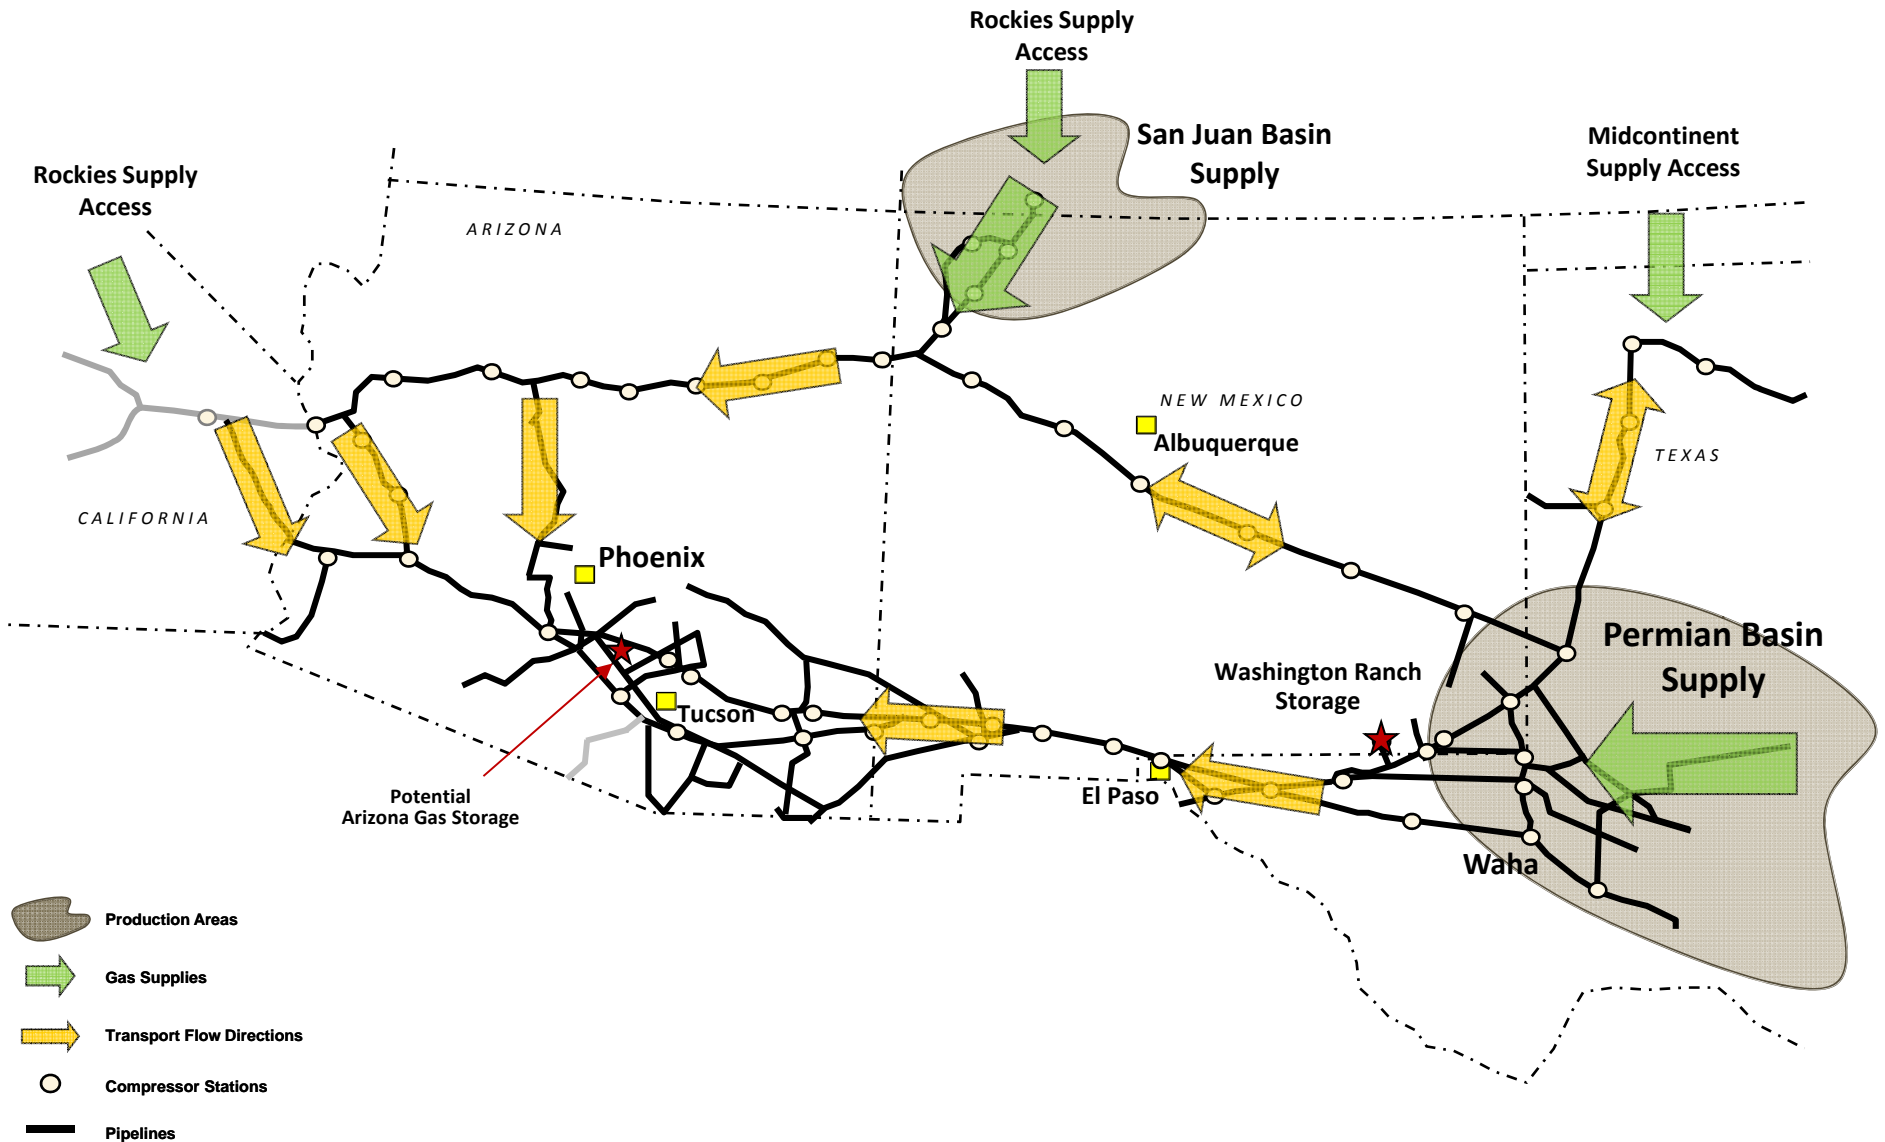 Rockies Supply
Access
San Juan Basin
Supply
Midcontinent
Supply Access
Rockies Supply
Access
ARIZONA
NEW MEXICO
Albuquerque
TEXAS
CALIFORNIA
Phoenix
Permian Basin
Supply
Washington Ranch
Storage
Tucson
El Paso
Potential
Arizona Gas Storage
Waha
Production Areas
Gas Supplies
Transport Flow Directions
Compressor Stations
Pipelines